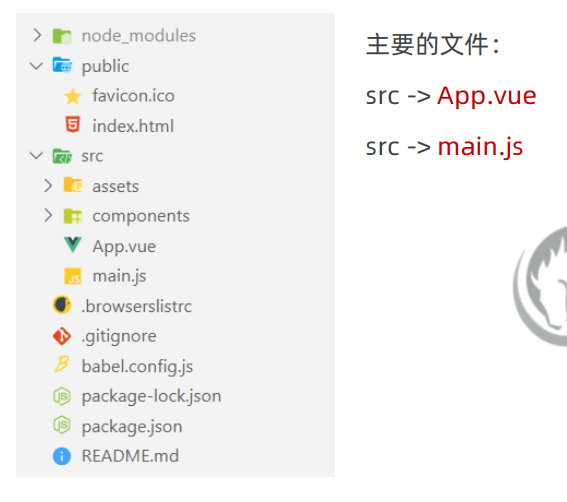 node_modules
public
favicon.ico
index.html
src
assets
components
App.vue
main.js
JS
.browserslistrc
.gitignore
babel.config.js
package-lock.json
package.json
README.md
主要的文件：
src -> App.vue
src -> main.js